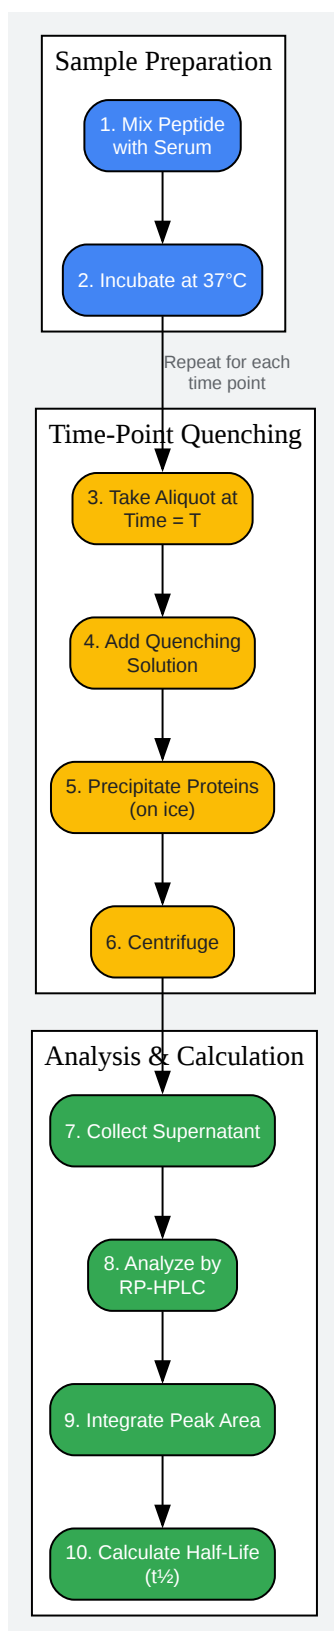 Sample Preparation
1. Mix Peptide
with Serum
2. Incubate at 37°C
Repeat for each
time point
Time-Point Quenching
3. Take Aliquot at
Time = T
4. Add Quenching
Solution
5. Precipitate Proteins
(on ice)
6. Centrifuge
Analysis & Calculation
7. Collect Supernatant
8. Analyze by
RP-HPLC
9. Integrate Peak Area
10. Calculate Half-Life
(t½)